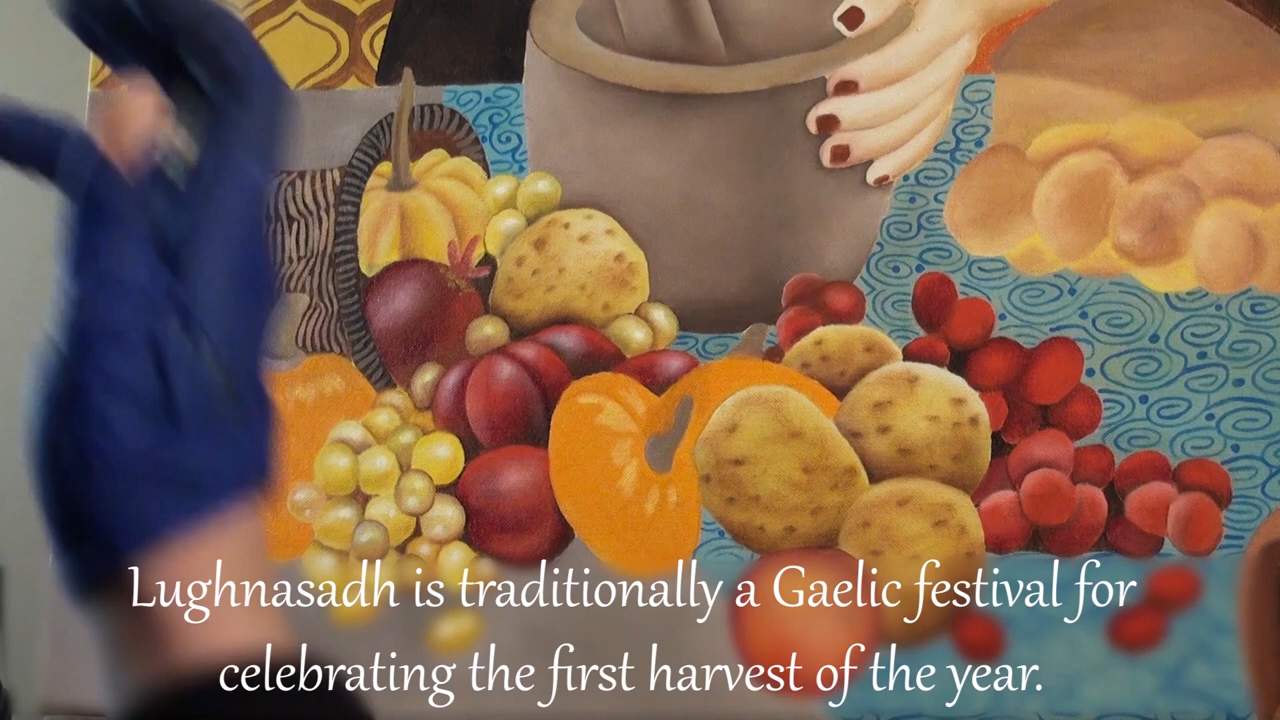 Lughnasadh is traditionally a Gaelic festival for
celebrating the first harvest of the year.